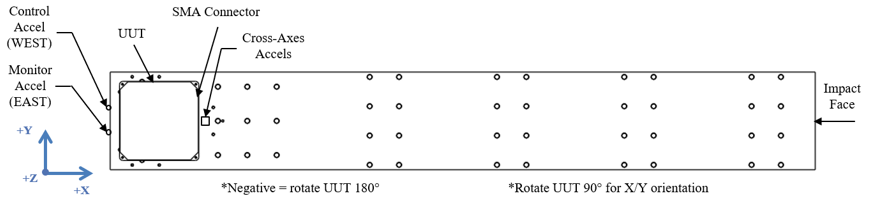 Control
Accel
(WEST)
SMA Connector
UUT
Cross-Axes
Accels
Monitor
Accel
(EAST)
Impact
Face
+Y
+Z
+X
*Negative = rotate UUT 180°
*Rotate UUT 90° for X/Y orientation